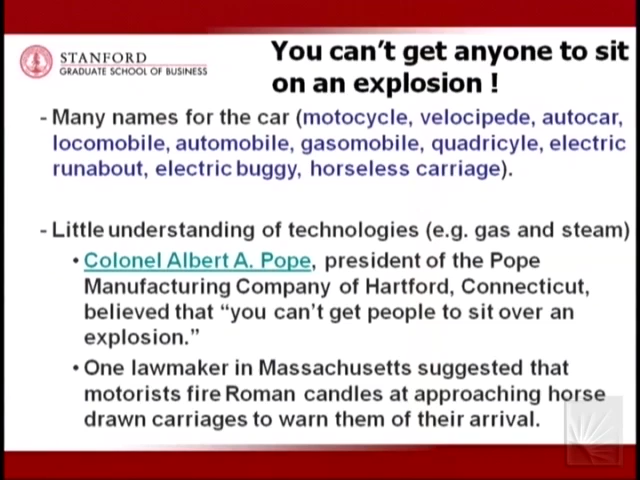 You can't get anyone to sit
on an explosion !
STANFORD
GRADUATE SCHOOL OF BUSINESS
- Many names for the car (motocycle, velocipede, autocar,
locomobile, automobile, gasomobile, quadricyle, electric
runabout, electric buggy, horseless carriage).
- Little understanding of technologies (e.g. gas and steam)
• Colonel Albert A. Pope, president of the Pope
Manufacturing Company of Hartford, Connecticut,
believed that “you can’t get people to sit over an
explosion.”
• One lawmaker in Massachusetts suggested that
motorists fire Roman candles at approaching horse
drawn carriages to warn them of their arrival.